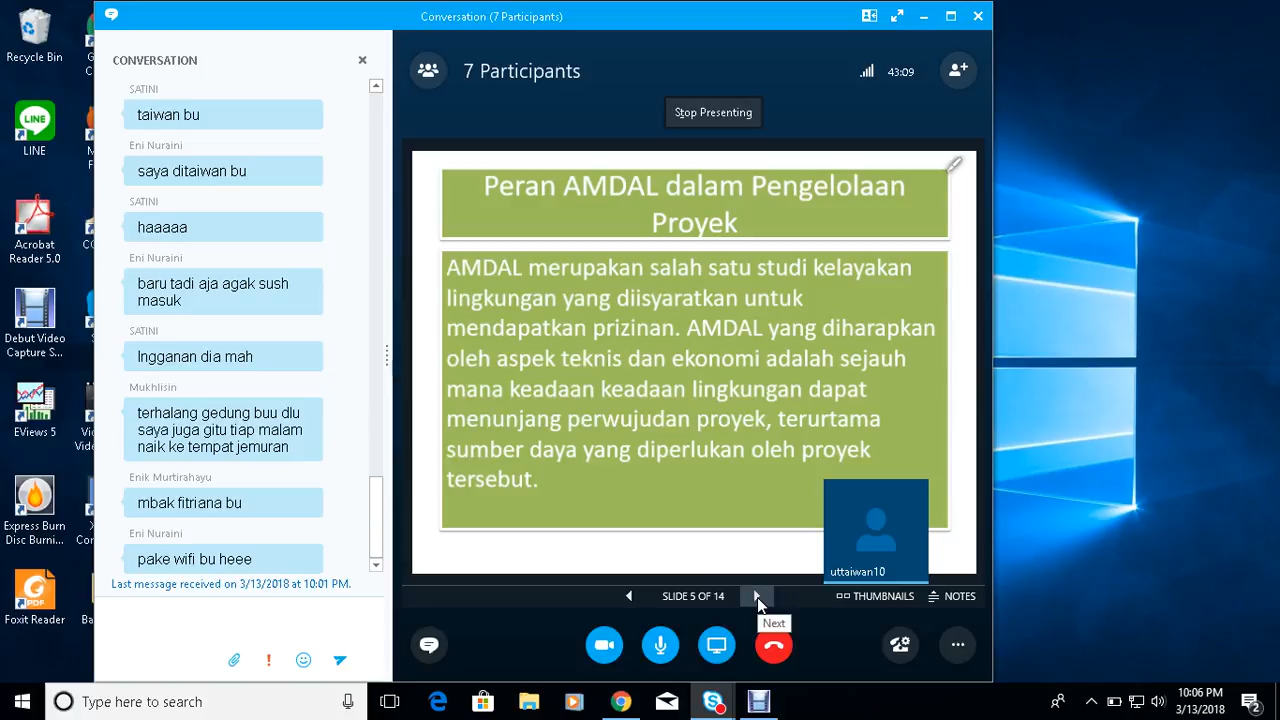 Recycle Bin
G
C
LINE
M
Acrobat
Reader 5.0
CC
Debut Video
Capture S...
EViews 5
Vi
Vide
Express Burn
Disc Burni...
X
Con
Foxit Reader
Ba
Conversation (7 Participants)
CONVERSATION
SATINI
taiwan bu
Eni Nuraini
saya ditaiwan bu
SATINI
haaaaa
Eni Nuraini
baru tadi aja agak sush
masuk
SATINI
Ingganan dia mah
Mukhlisin
terhalang gedung buu dlu
saya juga gitu tiap malam
naik ke tempat jemuran
Enik Murtirahayu
mbak fitriana bu
Eni Nuraini
pake wifi bu heee
Last message received on 3/13/2018 at 10:01 PM.
7 Participants
43:09
Stop Presenting
Peran AMDAL dalam Pengelolaan
Proyek
AMDAL merupakan salah satu studi kelayakan
lingkungan yang diisyaratkan untuk
mendapatkan prizinan. AMDAL yang diharapkan
oleh aspek teknis dan ekonomi adalah sejauh
mana keadaan keadaan lingkungan dapat
menunjang perwujudan proyek, terurtama
sumber daya yang diperlukan oleh proyek
tersebut.
uttaiwan10
SLIDE 5 OF 14
THUMBNAILS
NOTES
Next
Type here to search
10:06 PM
3/13/2018
2